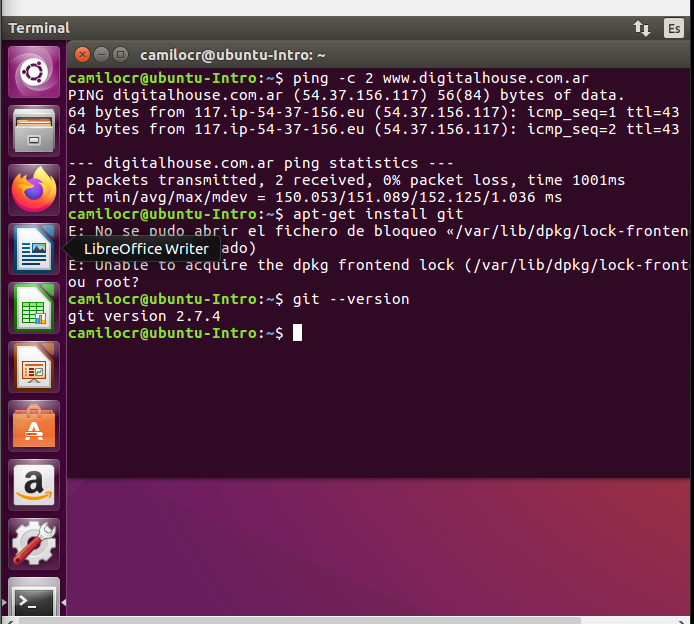 Terminal
Es
camilocr@ubuntu-Intro: ~
camilocr@ubuntu-Intro:~$ ping -c 2 www.digitalhouse.com.ar
PING digitalhouse.com.ar (54.37.156.117) 56(84) bytes of data.
64 bytes from 117.ip-54-37-156.eu (54.37.156.117): icmp_seq=1 ttl=43
64 bytes from 117.ip-54-37-156.eu (54.37.156.117): icmp_seq=2 ttl=43
--- digitalhouse.com.ar ping statistics ---
2 packets transmitted, 2 received, 0% packet loss, time 1001ms
rtt min/avg/max/mdev = 150.053/151.089/152.125/1.036 ms
camilocr@ubuntu-Intro:~$ apt-get install git
E: No se pudo abrir el fichero de bloqueo «/var/lib/dpkg/lock-fronten
LibreOffice Writer
ado)
E: Unable to acquire the dpkg frontend lock (/var/lib/dpkg/lock-front
ou root?
camilocr@ubuntu-Intro:~$ git --version
git version 2.7.4
camilocr@ubuntu-Intro:~$